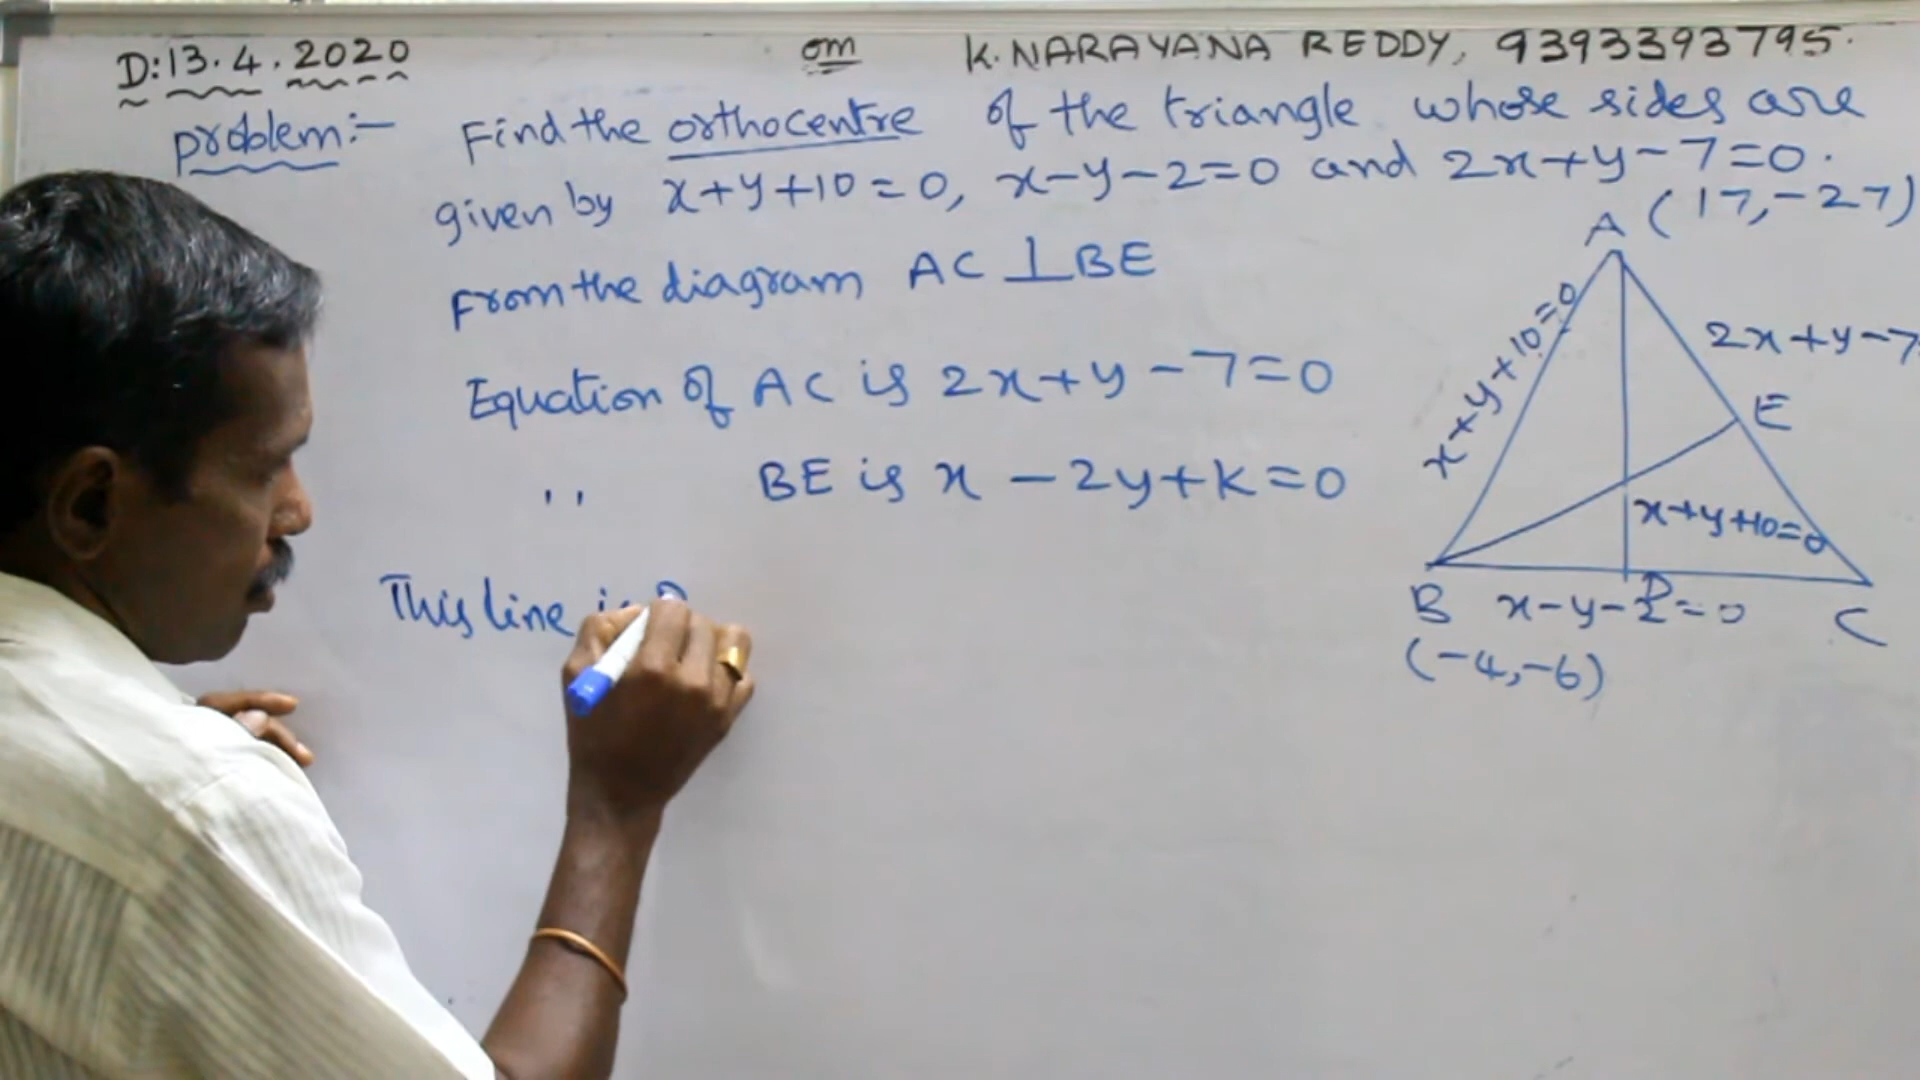 D:13.4.2020 om K. NARAYANA REDDY, 9393393795.
problem:- Find the orthocentre of the triangle whose sides are
given by x+y+10=0, x-y-2=0 and 2x+y-7=0.
From the diagram AC ⊥ BE
Equation of AC is 2x+y-7=0
,, BE is x-2y+k=0
This line
A (17,-27)
x+y+10=0
2x+y-7
E
x+y+10=0
D
B x-y-2=0 C
(-4,-6)